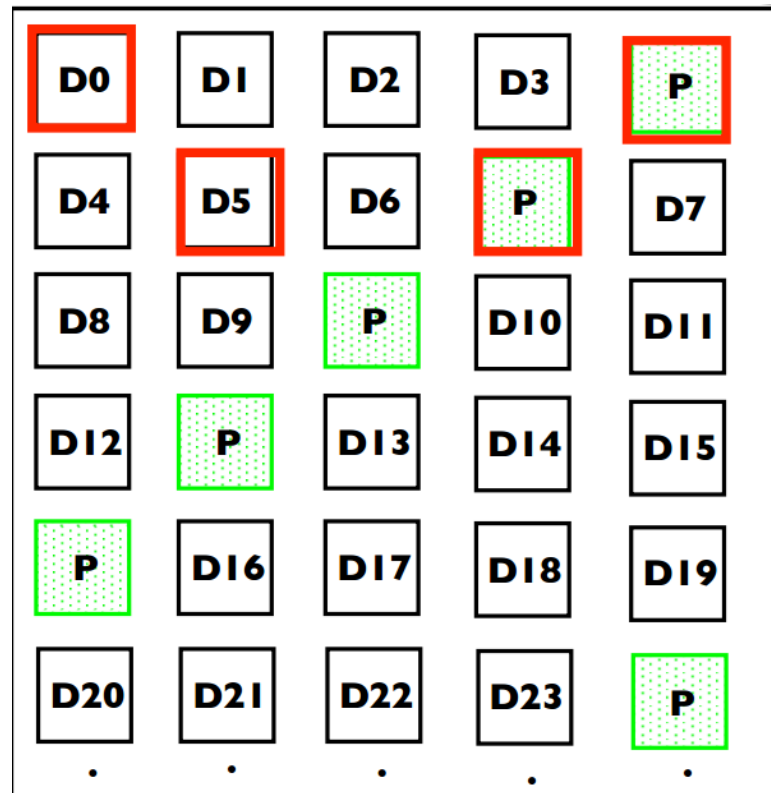 D0 D1 D2 D3 P
D4 D5 D6 P D7
D8 D9 P D10 D11
D12 P D13 D14 D15
P D16 D17 D18 D19
D20 D21 D22 D23 P
. . . . .